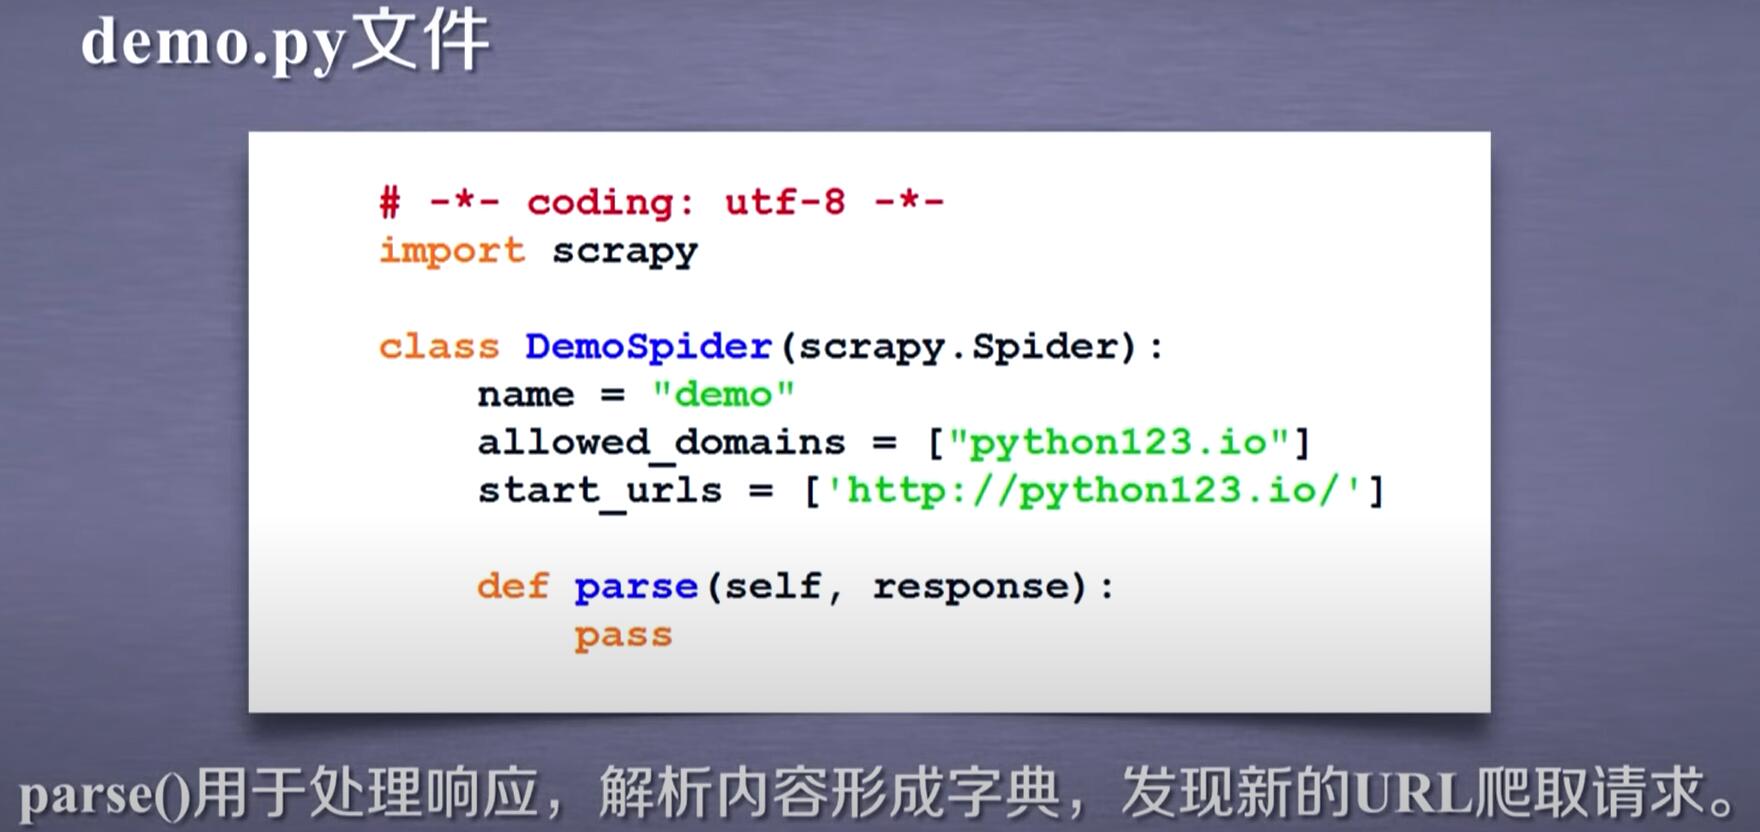 demo.py文件
# -*- coding: utf-8 -*-
import scrapy
class DemoSpider(scrapy.Spider):
name = "demo"
allowed_domains = ["python123.io"]
start_urls = ['http://python123.io/']
def parse(self, response):
pass
parse()用于处理响应，解析内容形成字典，发现新的URL爬取请求。